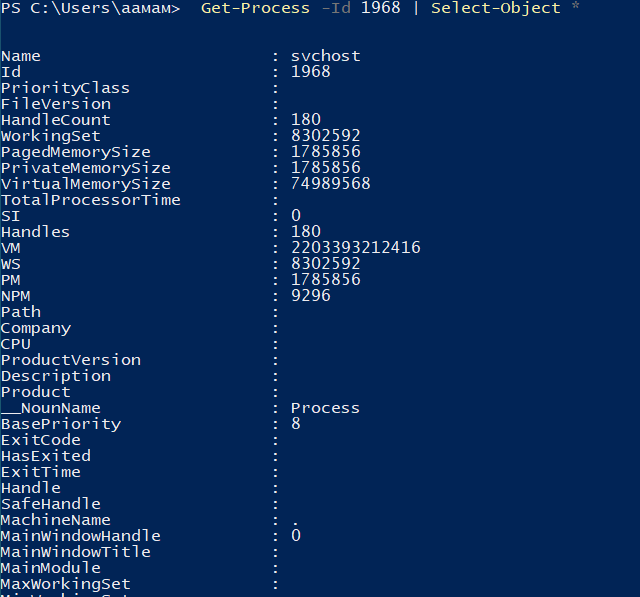 PS C:\Users\аамам> Get-Process -Id 1968 | Select-Object *
Name : svchost
Id : 1968
PriorityClass :
FileVersion :
HandleCount : 180
WorkingSet : 8302592
PagedMemorySize : 1785856
PrivateMemorySize : 1785856
VirtualMemorySize : 74989568
TotalProcessorTime :
SI : 0
Handles : 180
VM : 2203393212416
WS : 8302592
PM : 1785856
NPM : 9296
Path :
Company :
CPU :
ProductVersion :
Description :
Product :
__NounName : Process
BasePriority : 8
ExitCode :
HasExited :
ExitTime :
Handle :
SafeHandle :
MachineName : .
MainWindowHandle : 0
MainWindowTitle :
MainModule :
MaxWorkingSet :